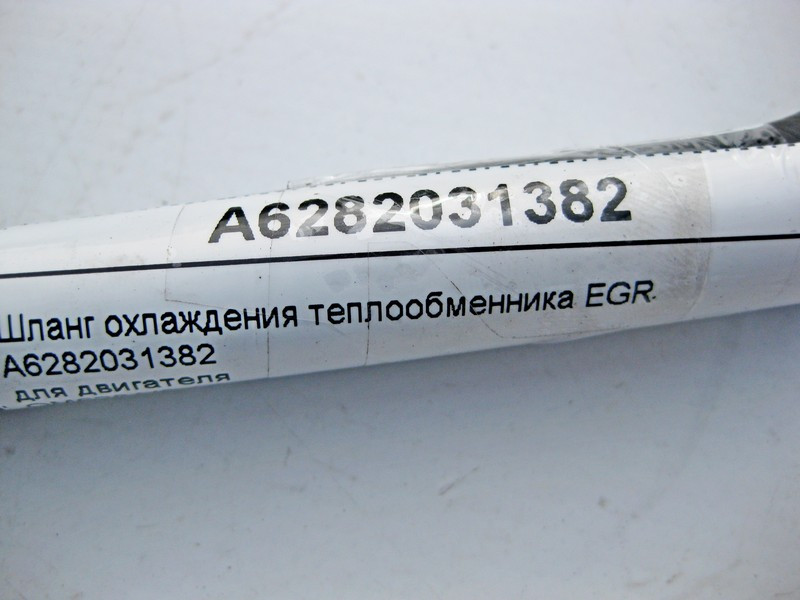 A6282031382
Шланг охлаждения теплообменника EGR
A6282031382
для двигателя